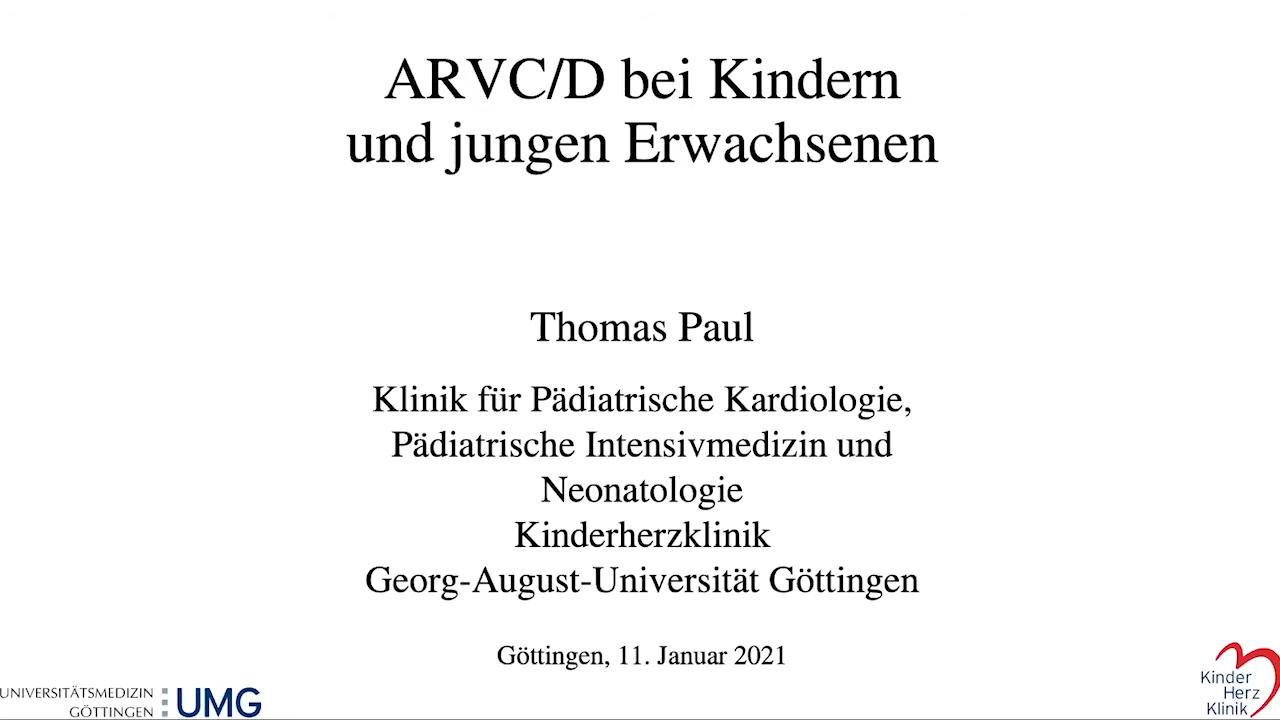 ARVC/D bei Kindern
und jungen Erwachsenen
Thomas Paul
Klinik für Pädiatrische Kardiologie,
Pädiatrische Intensivmedizin und
Neonatologie
Kinderherzklinik
Georg-August-Universität Göttingen
Göttingen, 11. Januar 2021
UNIVERSITÄTSMEDIZIN
GÖTTINGEN
UMG
Kinder
Herz
Klinik